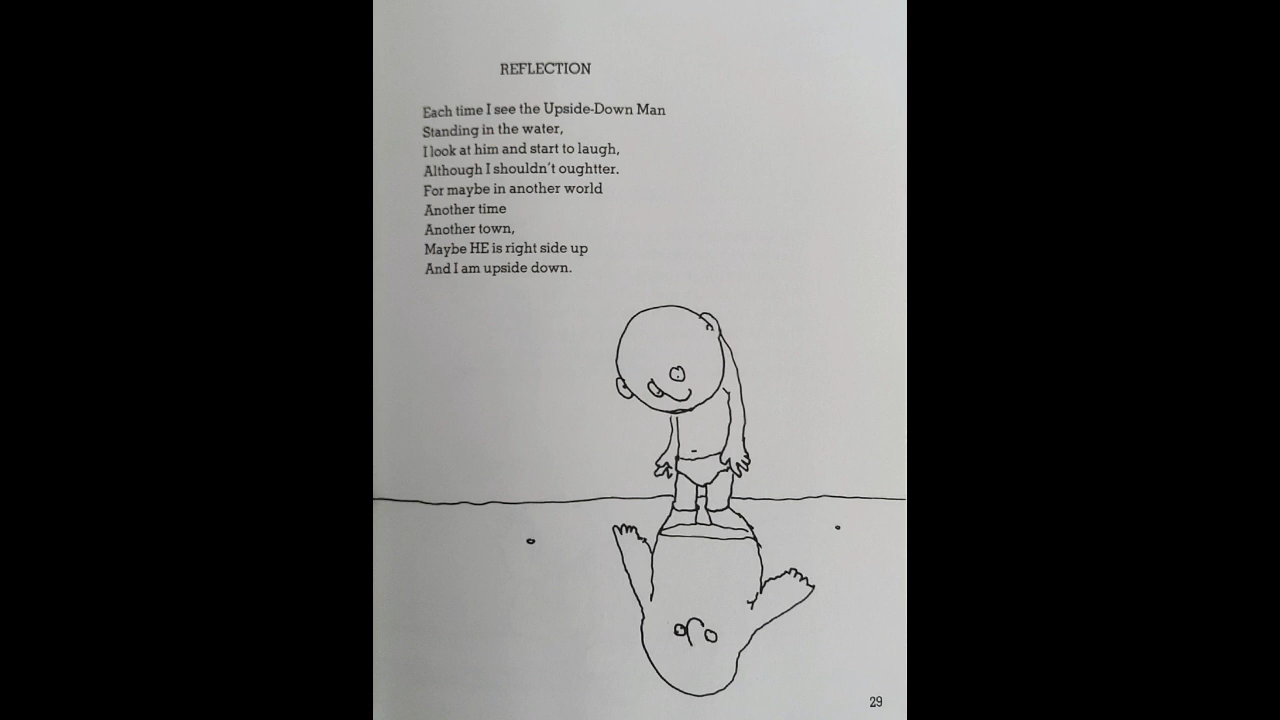 REFLECTION
Each time I see the Upside-Down Man
Standing in the water,
I look at him and start to laugh,
Although I shouldn't oughtter.
For maybe in another world
Another time
Another town,
Maybe HE is right side up
And I am upside down.
29